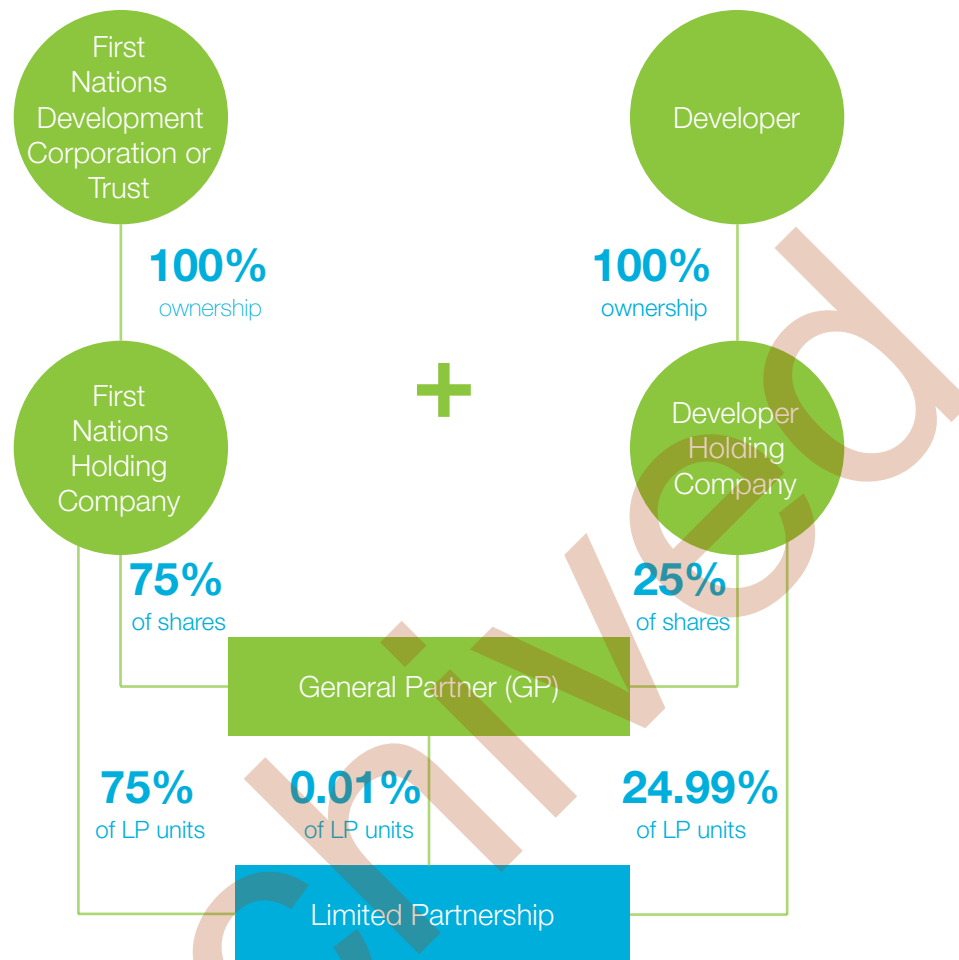 First
Nations
Development
Corporation or
Trust
Developer
100%
ownership
100%
ownership
+
First
Nations
Holding
Company
Developer
Holding
Company
75%
of shares
25%
of shares
General Partner (GP)
75%
of LP units
0.01%
of LP units
24.99%
of LP units
Limited Partnership
chived